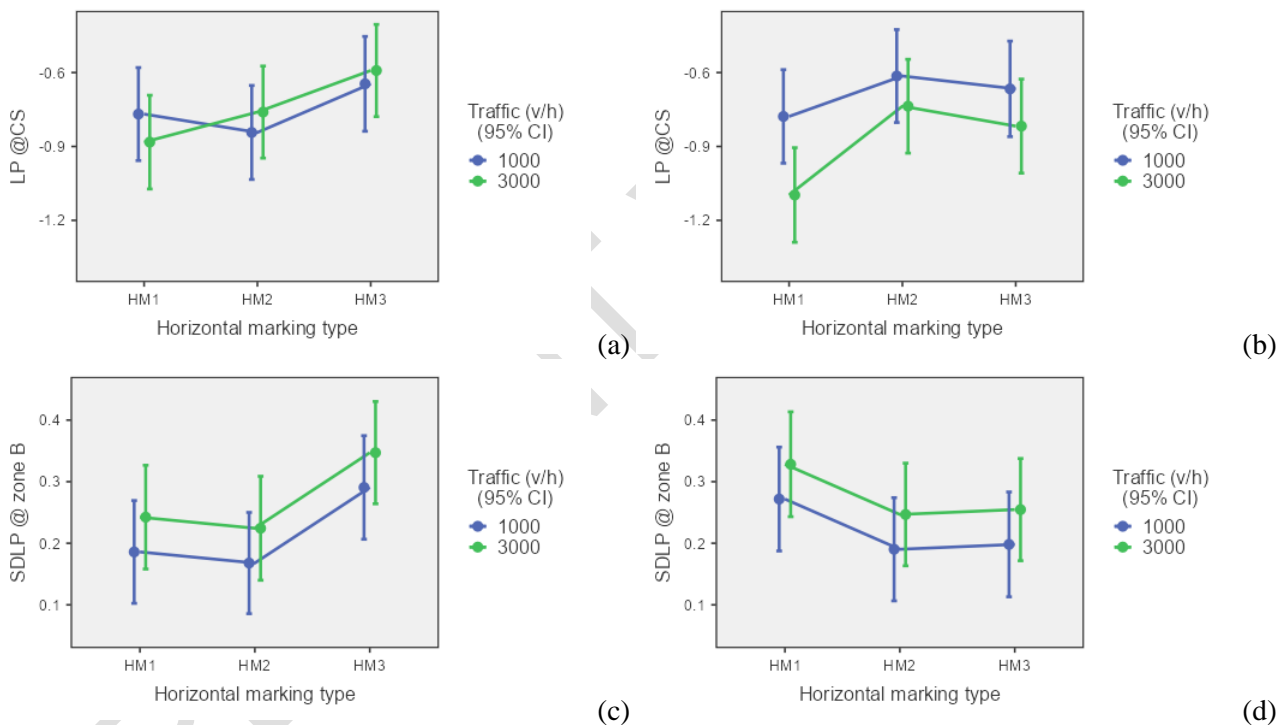 LP @CS
-0.6
-0.9
-1.2
HM1 HM2 HM3
Horizontal marking type
Traffic (v/h)
(95% CI)
1000
3000
(a)
LP @CS
-0.6
-0.9
-1.2
HM1 HM2 HM3
Horizontal marking type
Traffic (v/h)
(95% CI)
1000
3000
(b)
SDLP @ zone B
0.4
0.3
0.2
0.1
HM1 HM2 HM3
Horizontal marking type
Traffic (v/h)
(95% CI)
1000
3000
(c)
SDLP @ zone B
0.4
0.3
0.2
0.1
HM1 HM2 HM3
Horizontal marking type
Traffic (v/h)
(95% CI)
1000
3000
(d)